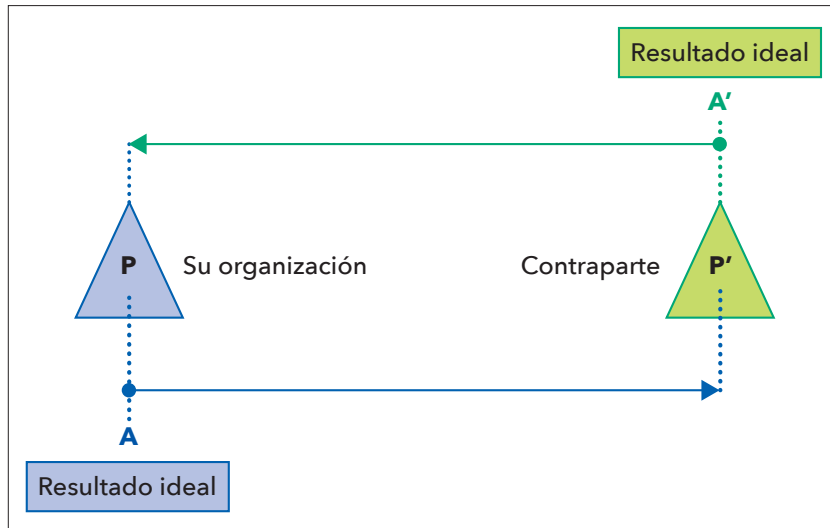 Resultado ideal
A’
P
Su organización
Contraparte
P’
A
Resultado ideal